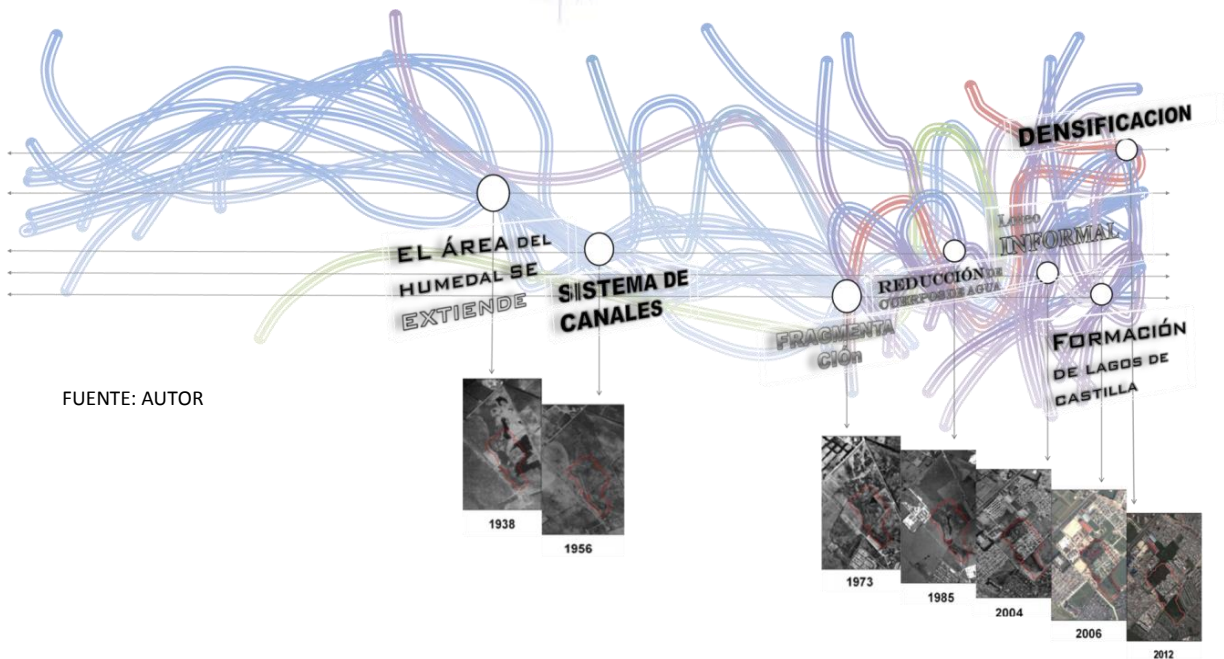 EL ÁREA DEL
HUMEDAL SE
EXTIENDE
SISTEMA DE
CANALES
FRAGMENTA
CIÓn
REDUCCIÓN DE
CUERPOS DE AGUA
Loteo
INFORMAL
DENSIFICACION
FORMACIÓN
DE LAGOS DE
CASTILLA
FUENTE: AUTOR
1938
1956
1973
1985
2004
2006
2012